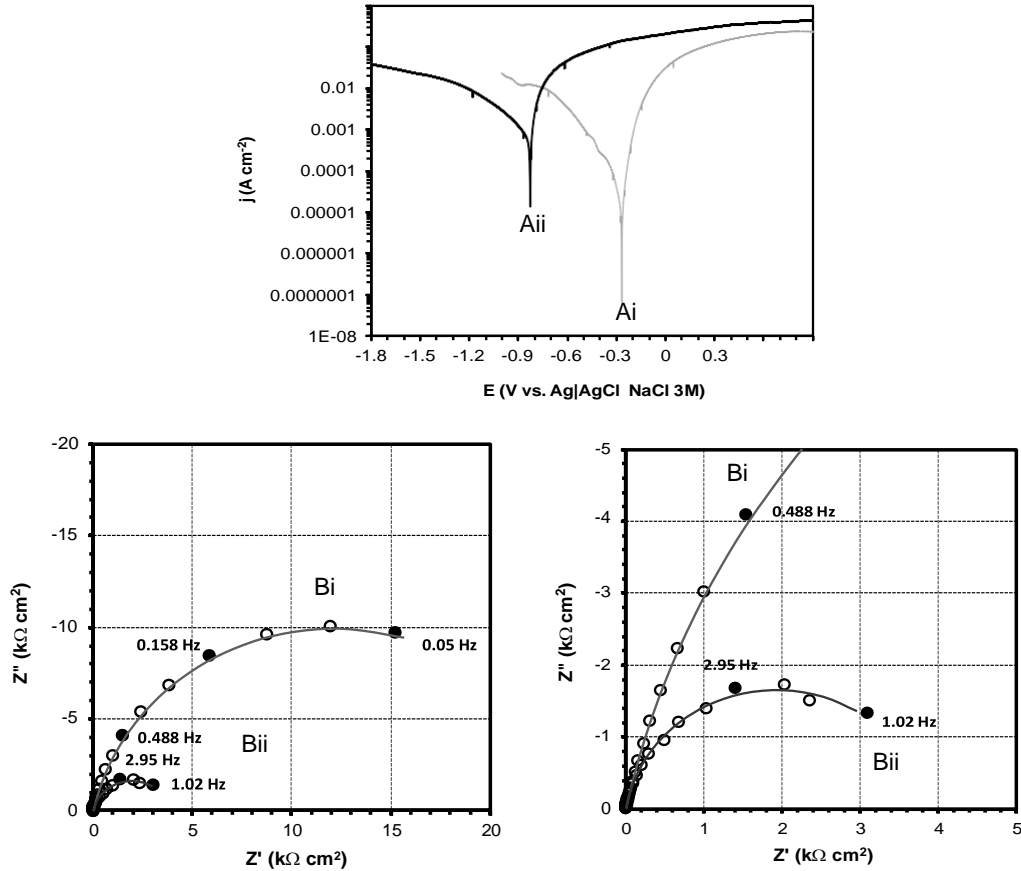 0.01
0.001
0.0001
0.00001
0.000001
0.0000001
1E-08
j (A cm-2)
-1.8 -1.5 -1.2 -0.9 -0.6 -0.3 0 0.3
E (V vs. Ag|AgCl NaCl 3M)
Aii
Ai
-20
-15
-10
-5
0
Z'' (kΩ cm²)
0 5 10 15 20
Z' (kΩ cm²)
Bi
0.158 Hz
0.05 Hz
0.488 Hz
Bii
2.95 Hz
1.02 Hz
-5
-4
-3
-2
-1
0
Z'' (kΩ cm²)
0 1 2 3 4 5
Z' (kΩ cm²)
Bi
0.488 Hz
2.95 Hz
1.02 Hz
Bii